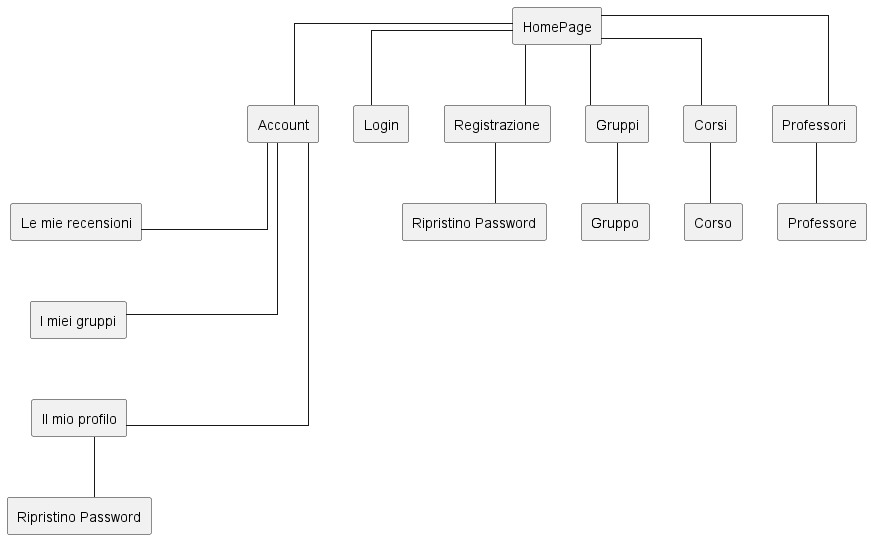 HomePage
Account
Login
Registrazione
Gruppi
Corsi
Professori
Le mie recensioni
Ripristino Password
Gruppo
Corso
Professore
I miei gruppi
Il mio profilo
Ripristino Password